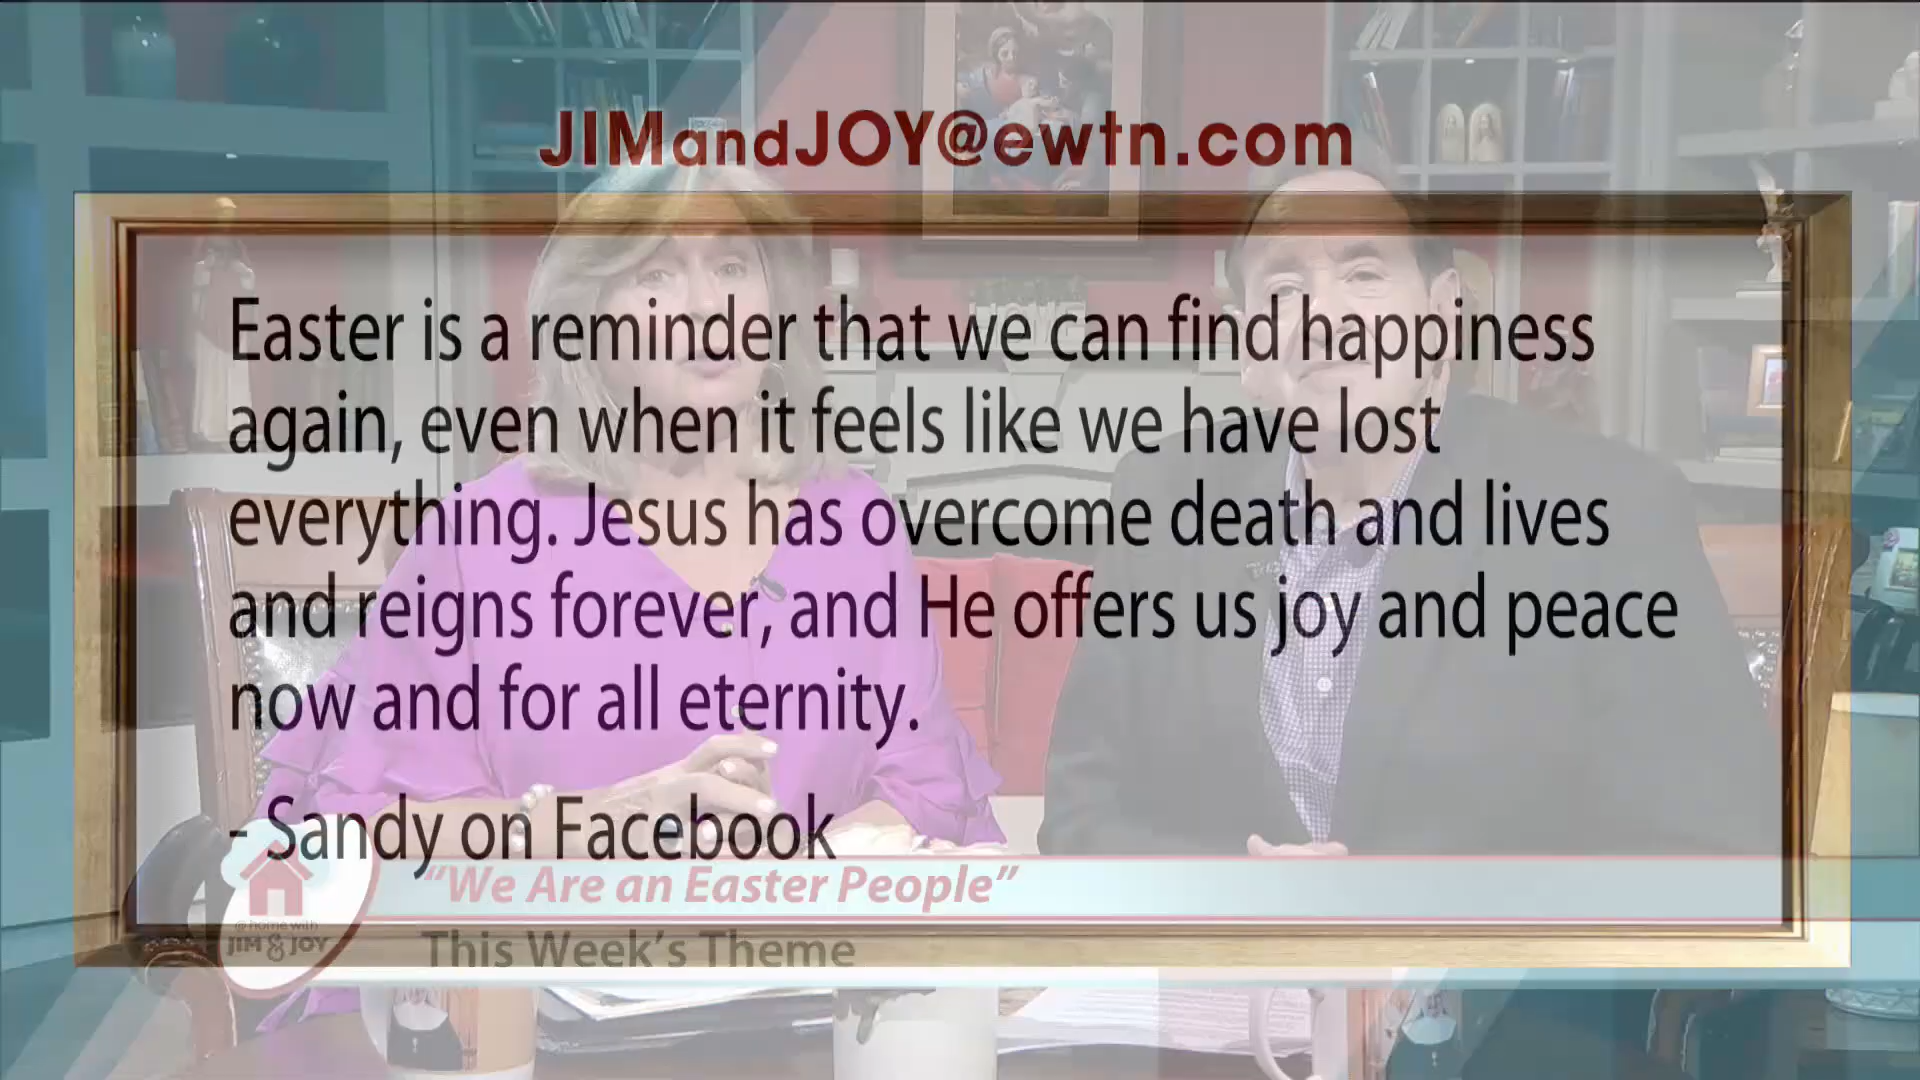 JIMandJOY@ewtn.com
Easter is a reminder that we can find happiness
again, even when it feels like we have lost
everything. Jesus has overcome death and lives
and reigns forever, and He offers us joy and peace
now and for all eternity.
- Sandy on Facebook
“We Are an Easter People”
@ home with
JIM & JOY
This Week’s Theme